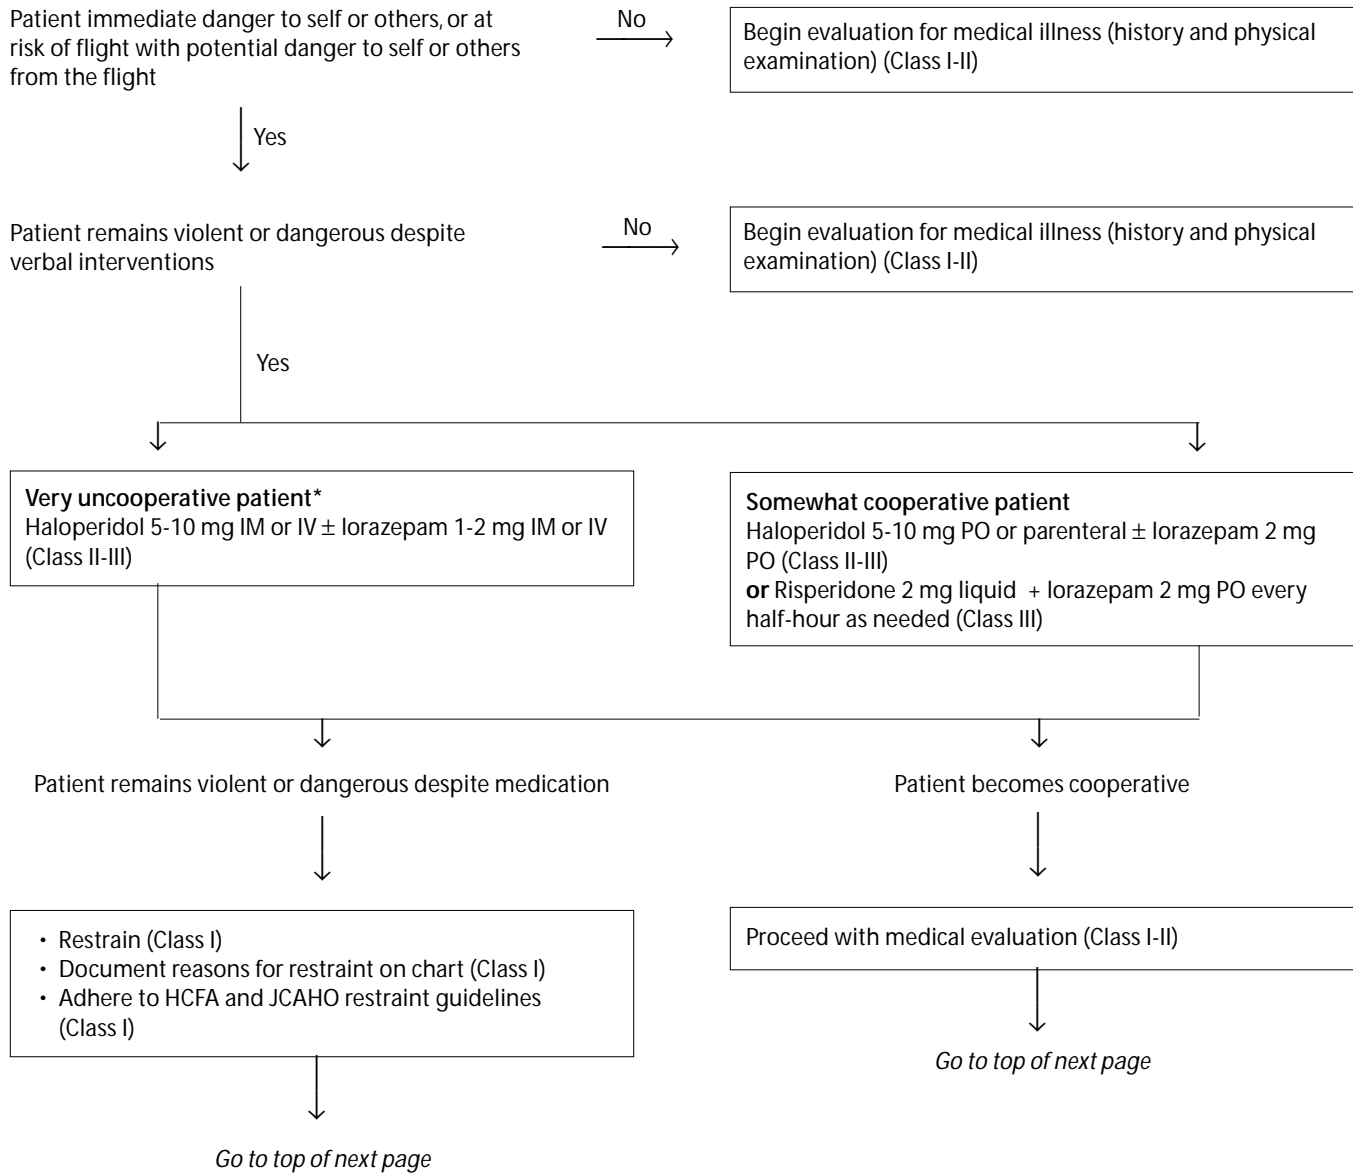 Patient immediate danger to self or others, or at
risk of flight with potential danger to self or others
from the flight
No
Begin evaluation for medical illness (history and physical
examination) (Class I-II)
Yes
Patient remains violent or dangerous despite
verbal interventions
No
Begin evaluation for medical illness (history and physical
examination) (Class I-II)
Yes
Very uncooperative patient*
Haloperidol 5-10 mg IM or IV ± lorazepam 1-2 mg IM or IV
(Class II-III)
Somewhat cooperative patient
Haloperidol 5-10 mg PO or parenteral ± lorazepam 2 mg
PO (Class II-III)
or Risperidone 2 mg liquid + lorazepam 2 mg PO every
half-hour as needed (Class III)
Patient remains violent or dangerous despite medication
Patient becomes cooperative
• Restrain (Class I)
• Document reasons for restraint on chart (Class I)
• Adhere to HCFA and JCAHO restraint guidelines
(Class I)
Proceed with medical evaluation (Class I-II)
Go to top of next page
Go to top of next page